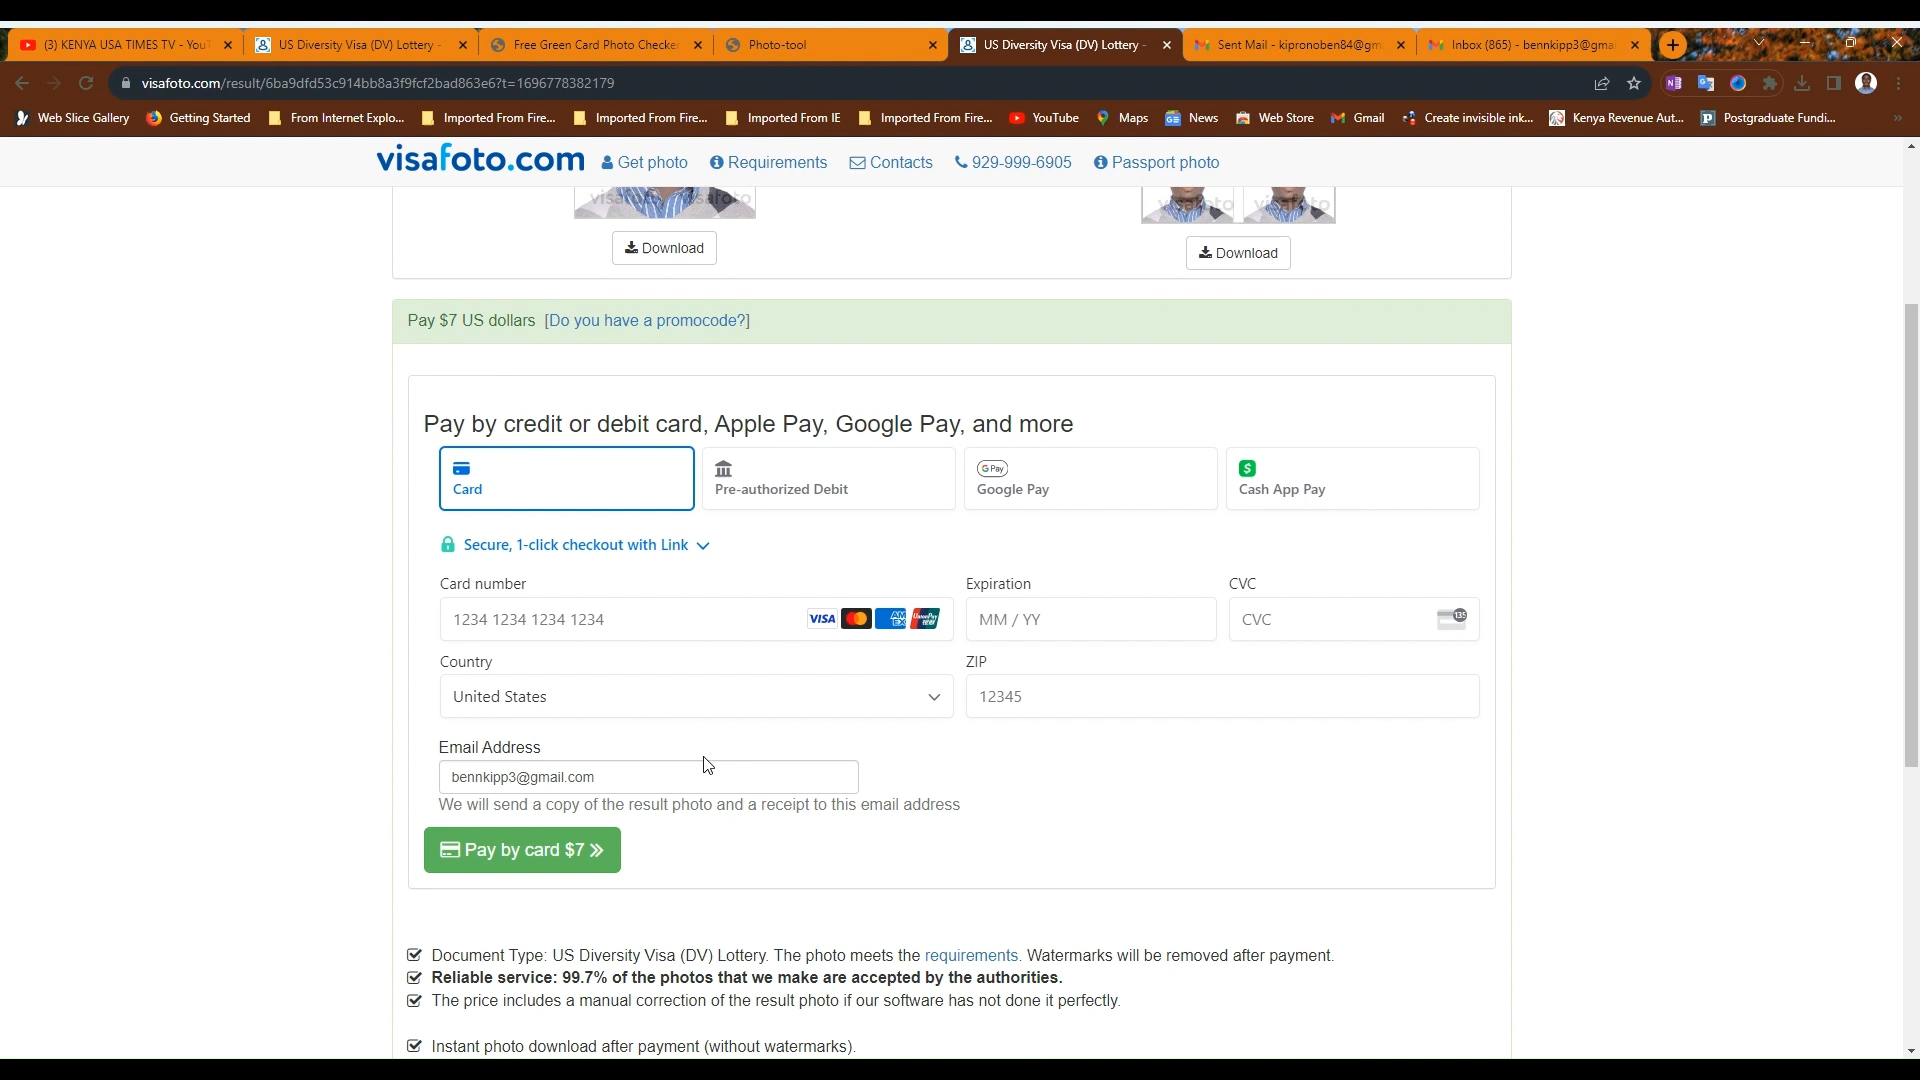 (3) KENYA USA TIMES TV - YouT
US Diversity Visa (DV) Lottery -
Free Green Card Photo Checker
Photo-tool
US Diversity Visa (DV) Lottery -
Sent Mail - kipronoben84@gm
Inbox (865) - bennkipp3@gmai
visafoto.com/result/6ba9dfd53c914bb8a3f9fcf2bad863e6?t=1696778382179
Web Slice Gallery
Getting Started
From Internet Explo...
Imported From Fire...
Imported From Fire...
Imported From IE
Imported From Fire...
YouTube
Maps
News
Web Store
Gmail
Create invisible ink...
Kenya Revenue Aut...
Postgraduate Fundi...
visafoto.com
Get photo
Requirements
Contacts
929-999-6905
Passport photo
Download
Download
Pay $7 US dollars [Do you have a promocode?]
Pay by credit or debit card, Apple Pay, Google Pay, and more
Card
Pre-authorized Debit
G Pay
Google Pay
Cash App Pay
Secure, 1-click checkout with Link
Card number
Expiration
CVC
1234 1234 1234 1234
VISA
MM / YY
CVC
135
Country
ZIP
United States
12345
Email Address
bennkipp3@gmail.com
We will send a copy of the result photo and a receipt to this email address
Pay by card $7
Document Type: US Diversity Visa (DV) Lottery. The photo meets the requirements. Watermarks will be removed after payment.
Reliable service: 99.7% of the photos that we make are accepted by the authorities.
The price includes a manual correction of the result photo if our software has not done it perfectly.
Instant photo download after payment (without watermarks).